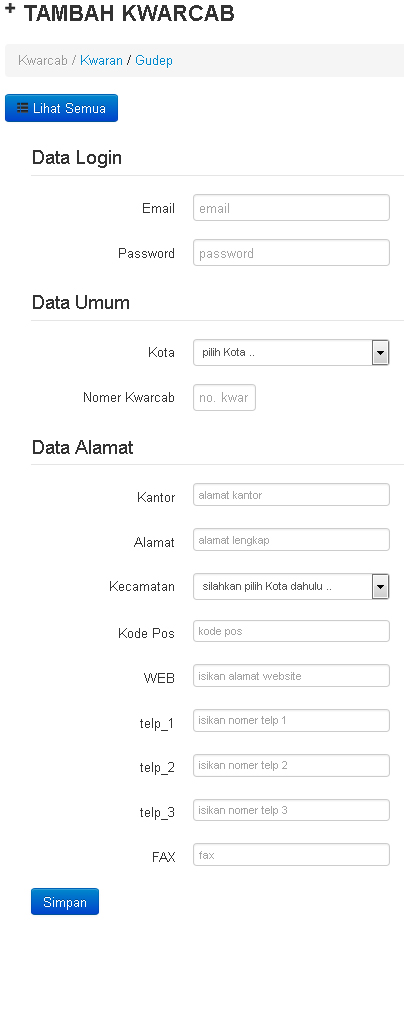 + TAMBAH KWARCAB
Kwarcab / Kwaran / Gudep
Lihat Semua
Data Login
Email email
Password password
Data Umum
Kota pilih Kota ..
Nomer Kwarcab no. kwar
Data Alamat
Kantor alamat kantor
Alamat alamat lengkap
Kecamatan silahkan pilih Kota dahulu ..
Kode Pos kode pos
WEB isikan alamat website
telp_1 isikan nomer telp 1
telp_2 isikan nomer telp 2
telp_3 isikan nomer telp 3
FAX fax
Simpan